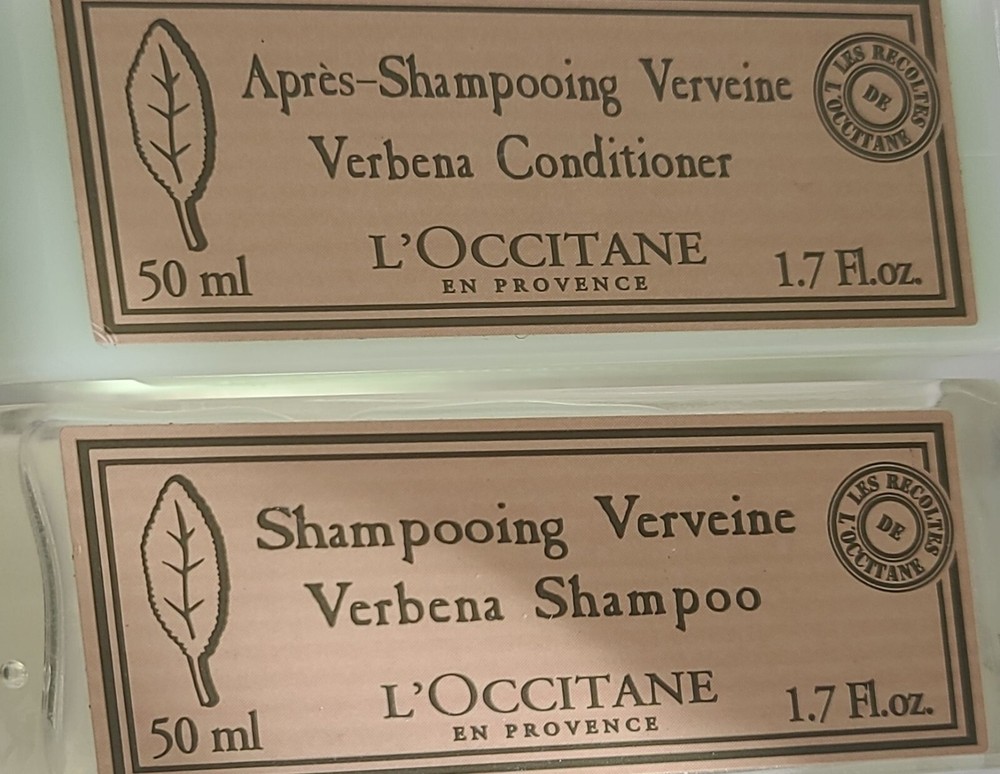 Après-Shampooing Verveine
Verbena Conditioner
L'OCCITANE
EN PROVENCE
50 ml
1.7 Fl.oz.
LES RECOLTES
DE
L'OCCITANE
Shampooing Verveine
Verbena Shampoo
L'OCCITANE
EN PROVENCE
50 ml
1.7 Fl.oz.
LES RECOLTES
DE
L'OCCITANE